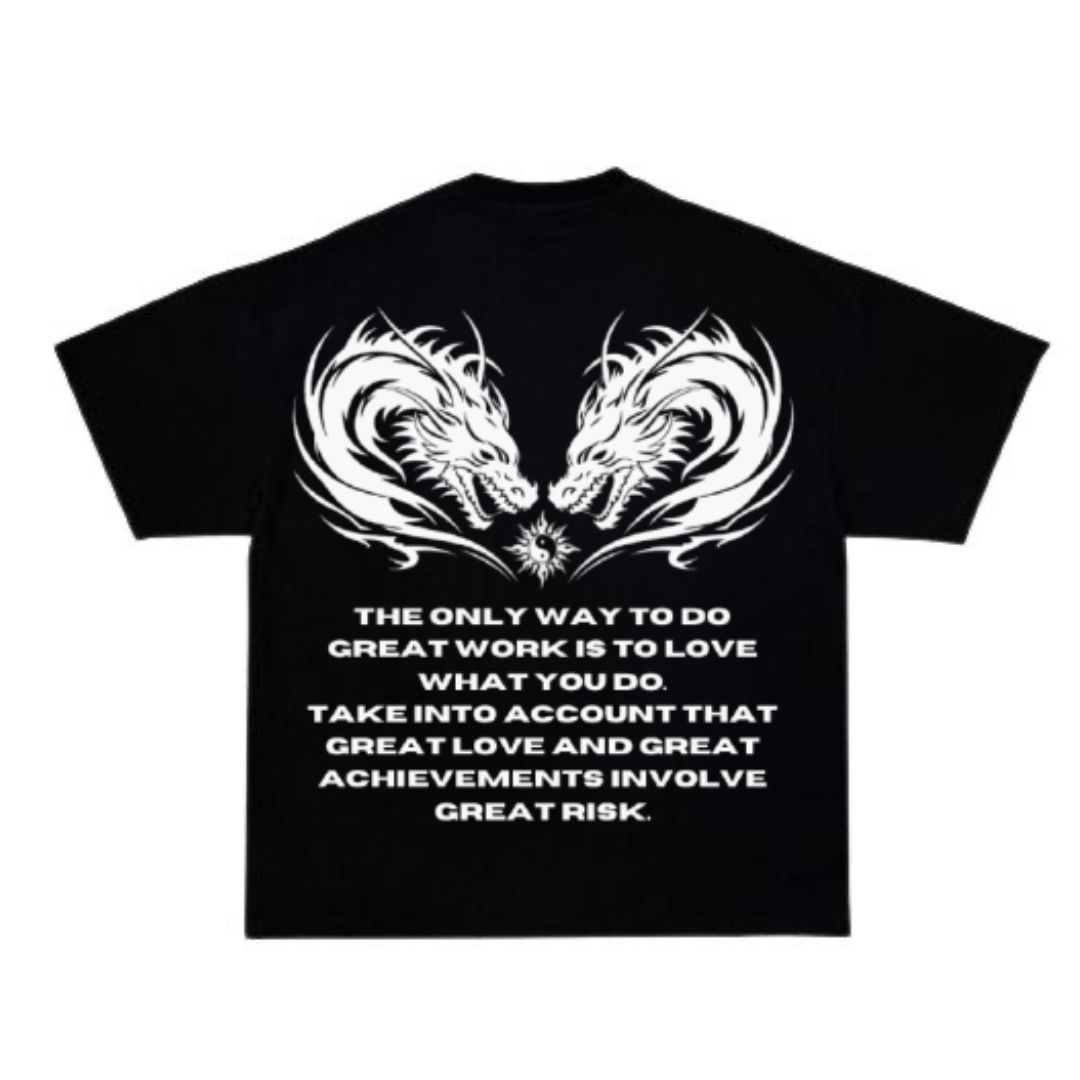 THE ONLY WAY TO DO
GREAT WORK IS TO LOVE
WHAT YOU DO.
TAKE INTO ACCOUNT THAT
GREAT LOVE AND GREAT
ACHIEVEMENTS INVOLVE
GREAT RISK.